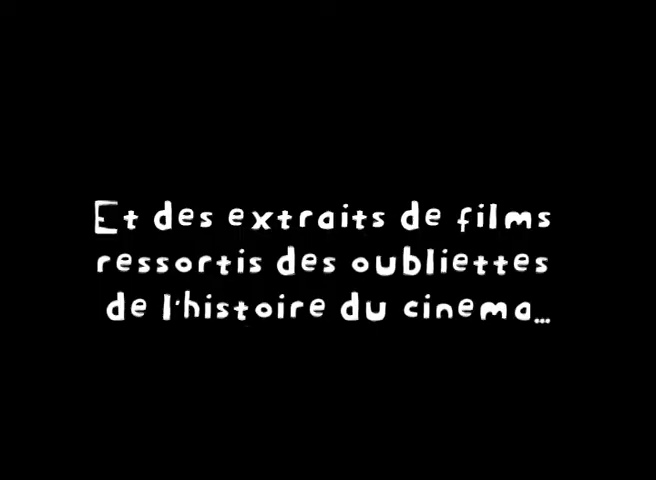 Et des extraits de films
ressortis des oubliettes
de l'histoire du cinema...